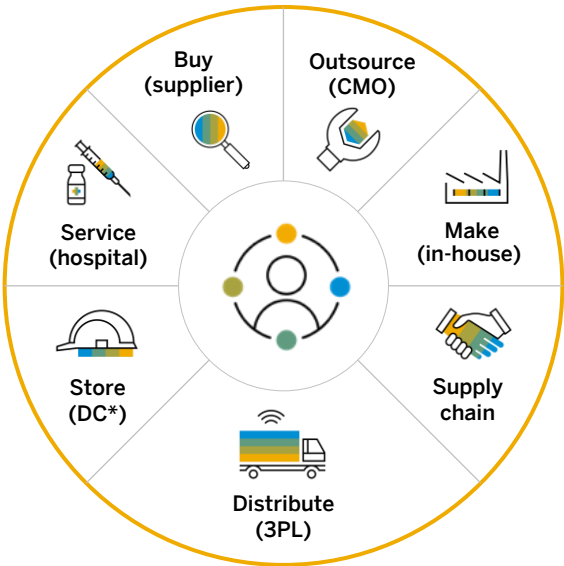 Buy
(supplier)
Outsource
(CMO)
Make
(in-house)
Supply
chain
Distribute
(3PL)
Store
(DC*)
Service
(hospital)